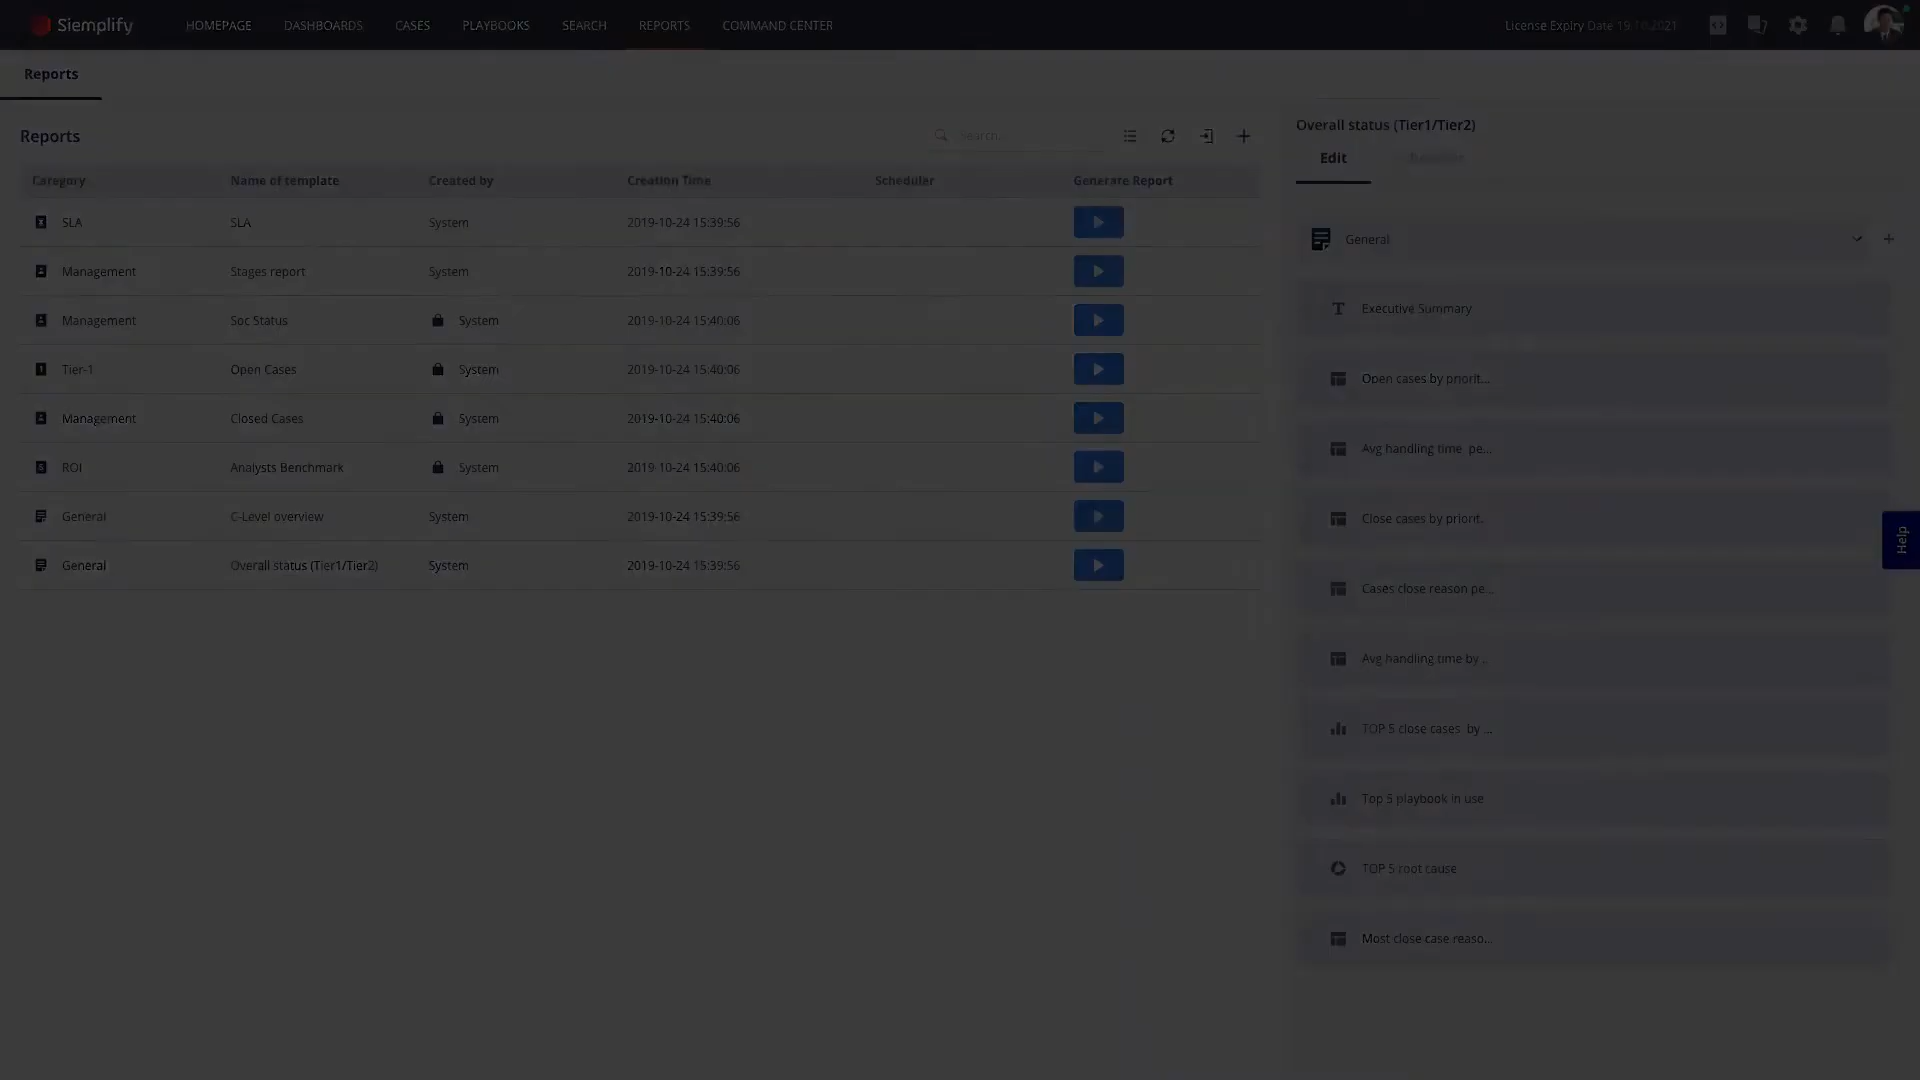 Siemplify HOMEPAGE DASHBOARDS CASES PLAYBOOKS SEARCH REPORTS COMMAND CENTER License Expiry Date 19.10.2021
Reports
Reports Search...
Category Name of template Created by Creation Time Scheduler Generate Report
SLA SLA System 2019-10-24 15:39:56
Management Stages report System 2019-10-24 15:39:56
Management Soc Status System 2019-10-24 15:40:06
Tier-1 Open Cases System 2019-10-24 15:40:06
Management Closed Cases System 2019-10-24 15:40:06
ROI Analysts Benchmark System 2019-10-24 15:40:06
General C-Level overview System 2019-10-24 15:39:56
General Overall status (Tier1/Tier2) System 2019-10-24 15:39:56
Overall status (Tier1/Tier2)
Edit
General
Executive Summary
Open cases by priorit...
Avg handling time pe...
Close cases by priorit..
Cases close reason pe...
Avg handling time by ..
TOP 5 close cases by ...
Top 5 playbook in use
TOP 5 root cause
Most close case reaso...
Help